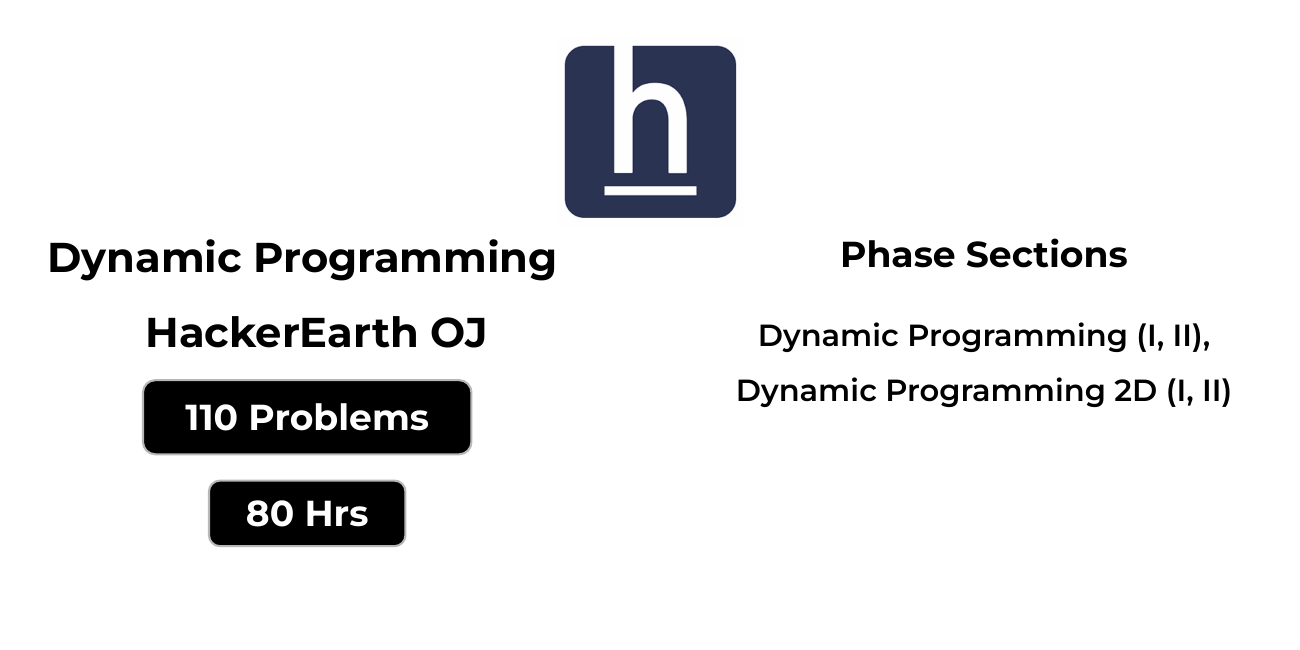 h
Dynamic Programming
HackerEarth OJ
110 Problems
80 Hrs
Phase Sections
Dynamic Programming (I, II),
Dynamic Programming 2D (I, II)